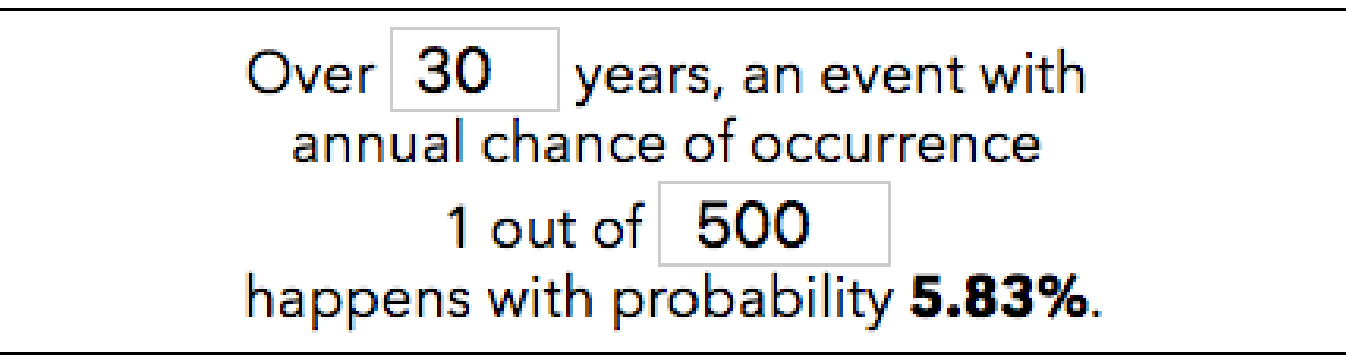 Over 30 years, an event with
annual chance of occurrence
1 out of 500
happens with probability 5.83%.